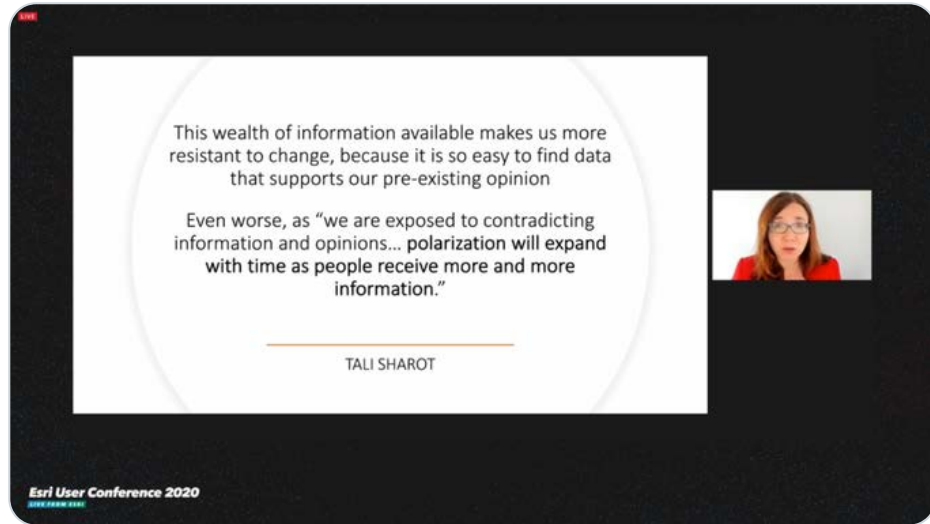 LIVE
This wealth of information available makes us more
resistant to change, because it is so easy to find data
that supports our pre-existing opinion
Even worse, as “we are exposed to contradicting
information and opinions… polarization will expand
with time as people receive more and more
information.”
TALI SHAROT
Esri User Conference 2020
LIVE FROM ESRI